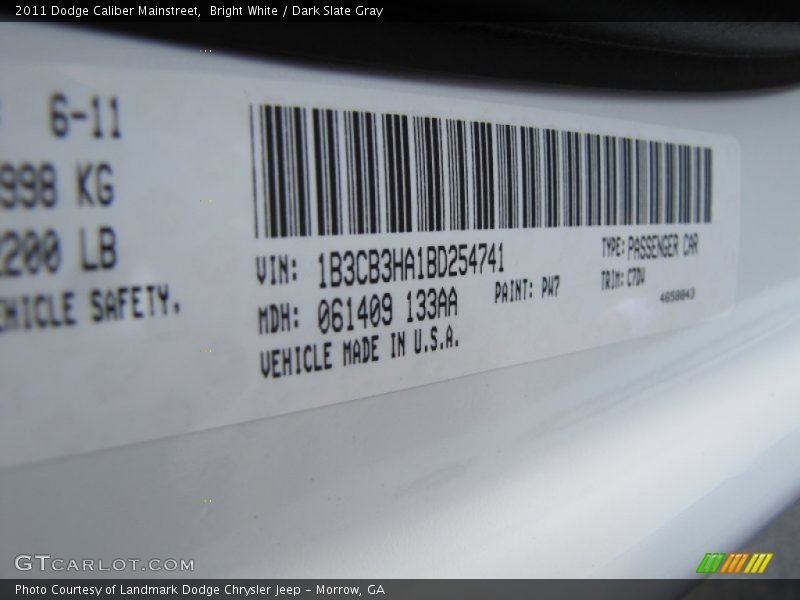 2011 Dodge Caliber Mainstreet,  Bright White / Dark Slate Gray
6-11
998 KG
200 LB
VEHICLE SAFETY.
VIN: 1B3CB3HA1BD254741
TYPE: PASSENGER CAR
MDH: 061409 133AA
PAINT: PW7
TRIM: C7DV
4658043
VEHICLE MADE IN U.S.A.
GTCARLOT.COM
Photo Courtesy of Landmark Dodge Chrysler Jeep - Morrow, GA